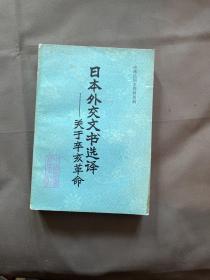 中国近代史资料丛刊
日本外交文书选译
——关于辛亥革命